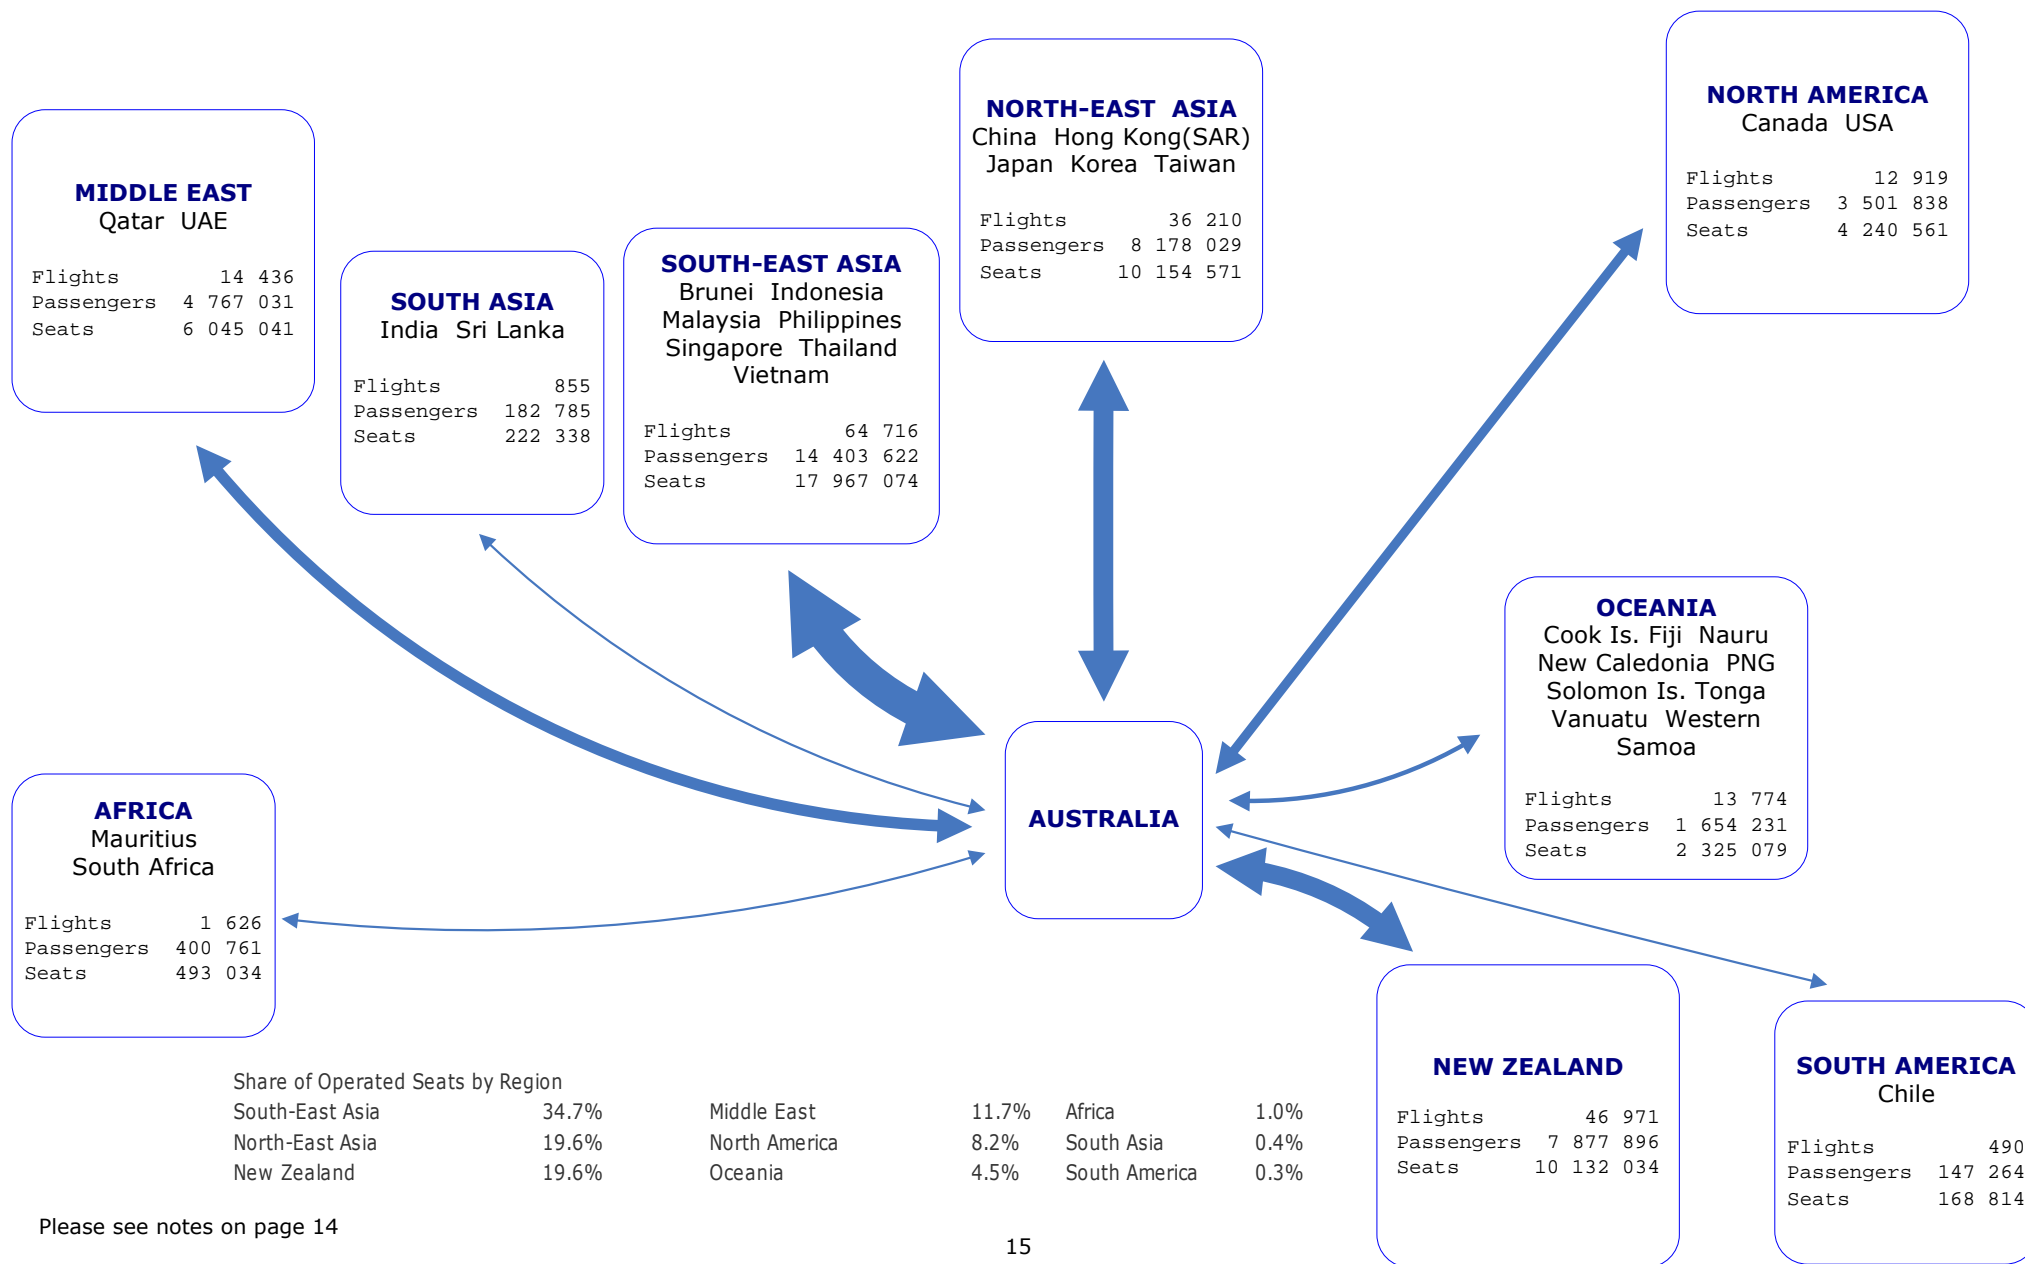 NORTH AMERICA
Canada  USA
Flights 12 919
Passengers 3 501 838
Seats 4 240 561
NORTH-EAST  ASIA
China  Hong Kong(SAR)
Japan  Korea  Taiwan
Flights 36 210
Passengers 8 178 029
Seats 10 154 571
MIDDLE EAST
Qatar  UAE
Flights 14 436
Passengers 4 767 031
Seats 6 045 041
SOUTH ASIA
India  Sri Lanka
Flights 855
Passengers 182 785
Seats 222 338
SOUTH-EAST ASIA
Brunei  Indonesia
Malaysia  Philippines
Singapore  Thailand
Vietnam
Flights 64 716
Passengers 14 403 622
Seats 17 967 074
OCEANIA
Cook Is. Fiji  Nauru
New Caledonia  PNG
Solomon Is. Tonga
Vanuatu  Western
Samoa
Flights 13 774
Passengers 1 654 231
Seats 2 325 079
AUSTRALIA
AFRICA
Mauritius
South Africa
Flights 1 626
Passengers 400 761
Seats 493 034
NEW ZEALAND
Flights 46 971
Passengers 7 877 896
Seats 10 132 034
SOUTH AMERICA
Chile
Flights 490
Passengers 147 264
Seats 168 814
Share of Operated Seats by Region
South-East Asia 34.7% Middle East 11.7% Africa 1.0%
North-East Asia 19.6% North America 8.2% South Asia 0.4%
New Zealand 19.6% Oceania 4.5% South America 0.3%
Please see notes on page 14
15